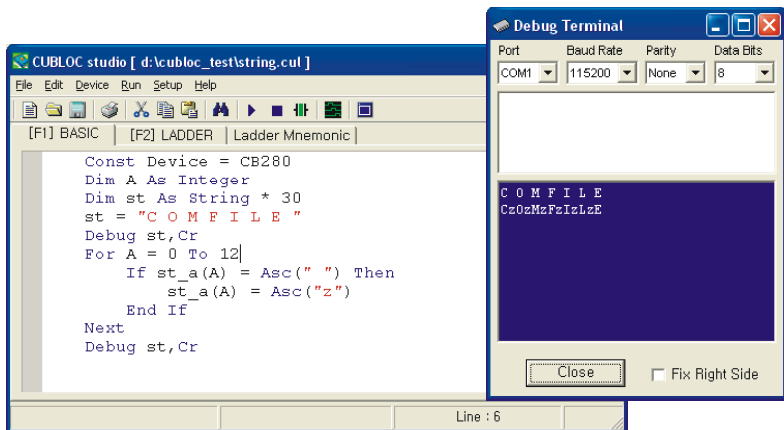 CUBLOC studio [ d:\cubloc_test\string.cul ]
File Edit Device Run Setup Help
[F1] BASIC [F2] LADDER Ladder Mnemonic
Const Device = CB280
Dim A As Integer
Dim st As String * 30
st = "C O M F I L E "
Debug st,Cr
For A = 0 To 12
If st_a(A) = Asc(" ") Then
st_a(A) = Asc("z")
End If
Next
Debug st,Cr
Line : 6
Debug Terminal
Port Baud Rate Parity Data Bits
COM1 115200 None 8
C O M F I L E
CzOzMzFzIzLzE
Close Fix Right Side